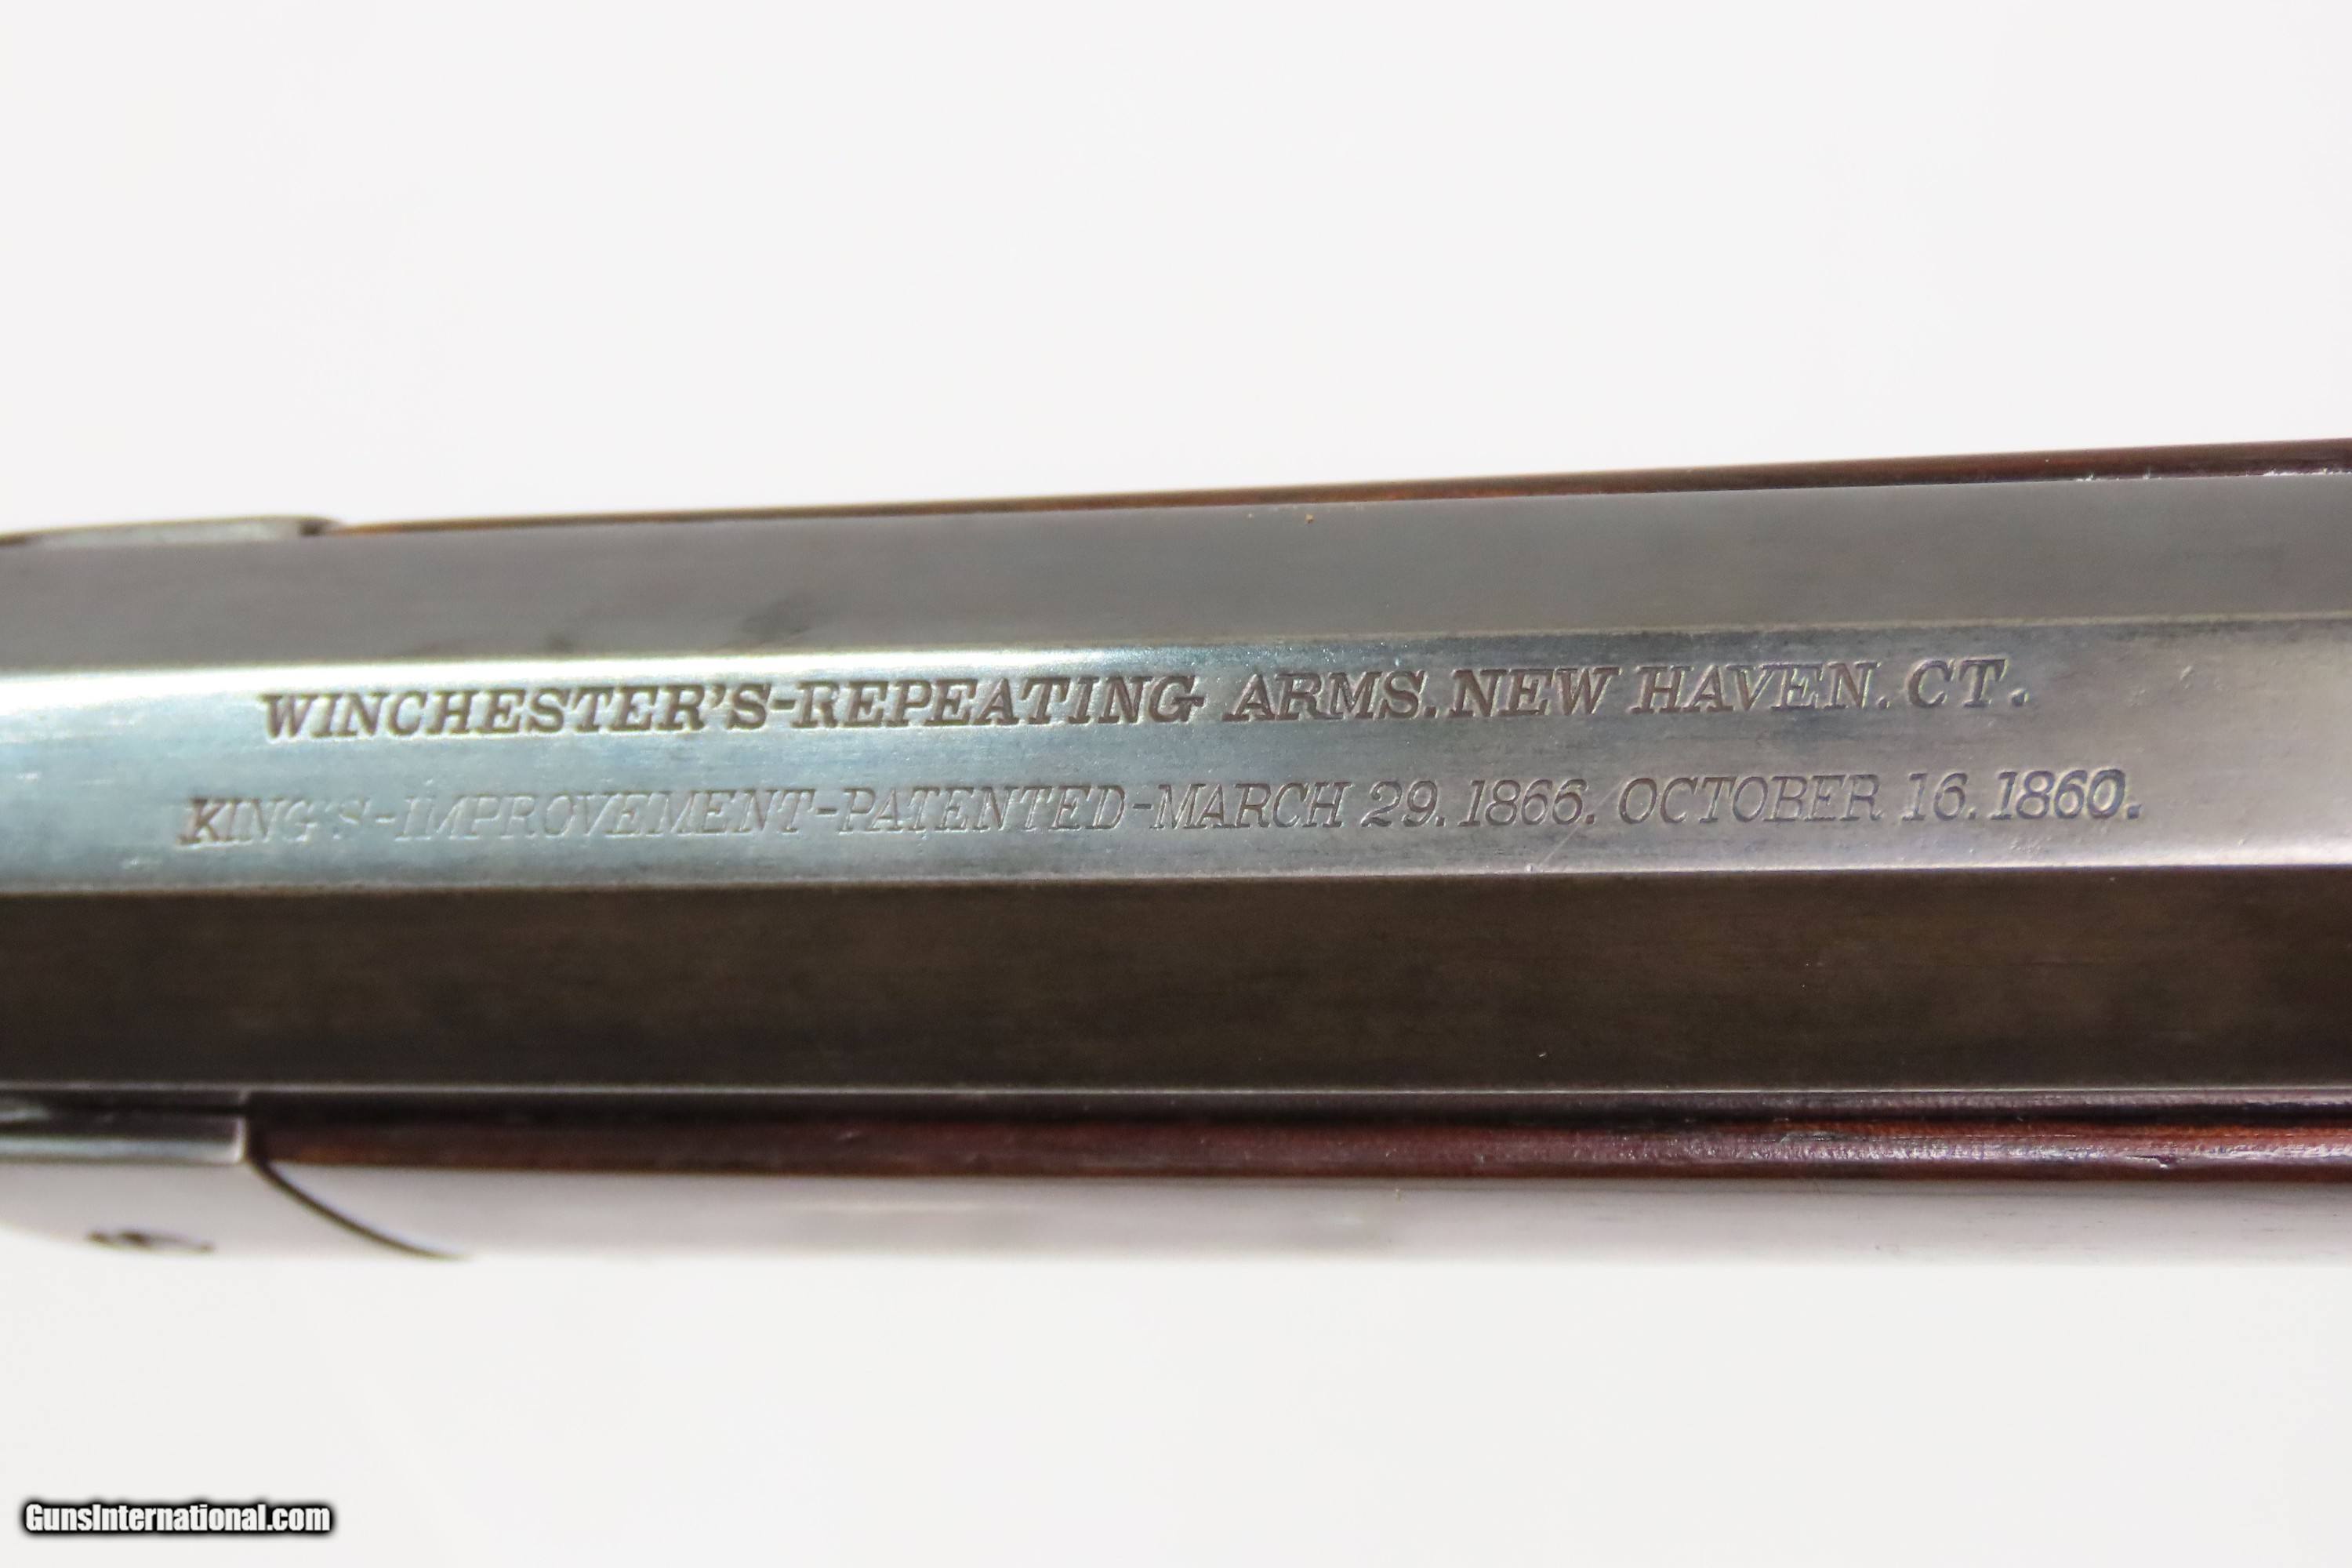 WINCHESTER'S-REPEATING ARMS. NEW HAVEN. CT.
KING'S-IMPROVEMENT-PATENTED-MARCH 29. 1866. OCTOBER 16. 1860.
GunsInternational.com